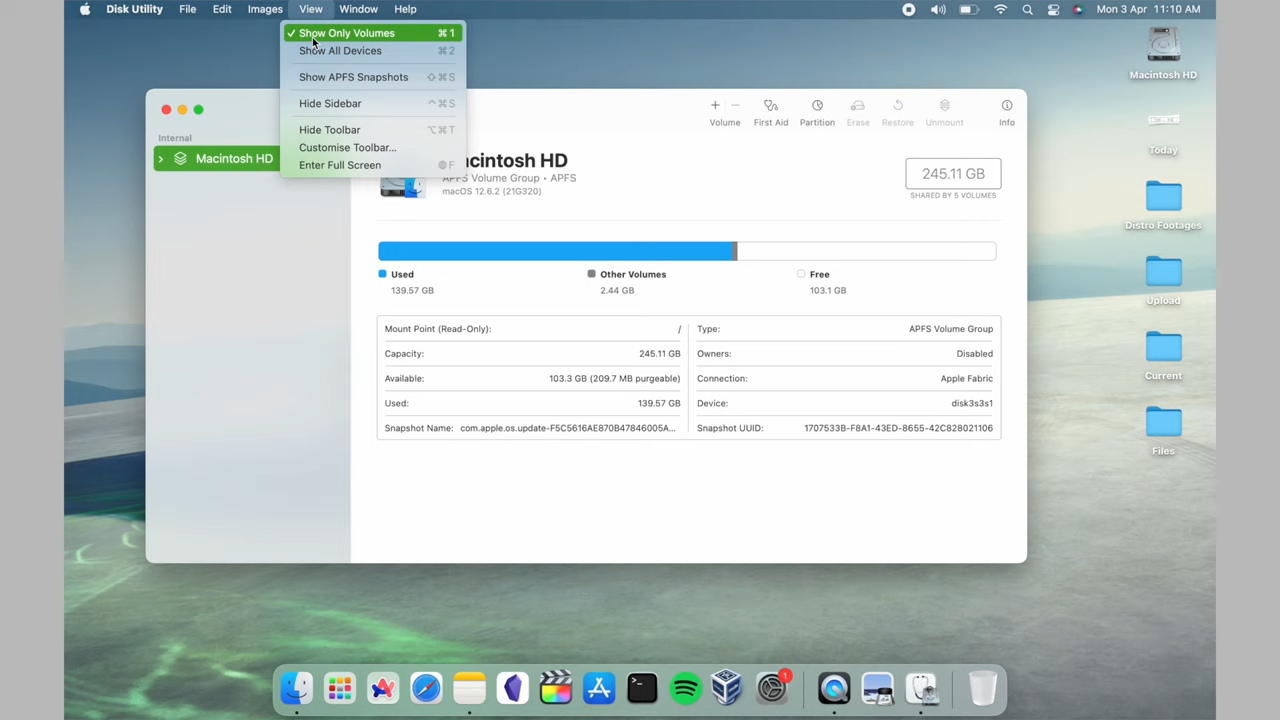 Disk Utility File Edit Images View Window Help Mon 3 Apr 11:10 AM
✓ Show Only Volumes ⌘1
Show All Devices ⌘2
Show APFS Snapshots ⇧⌘S
Hide Sidebar ^⌘S
Hide Toolbar ⌥⌘T
Customise Toolbar...
Enter Full Screen F
Internal
Macintosh HD
+ −
Volume First Aid Partition Erase Restore Unmount Info
acintosh HD
APFS Volume Group • APFS
macOS 12.6.2 (21G320)
245.11 GB
SHARED BY 5 VOLUMES
Used Other Volumes Free
139.57 GB 2.44 GB 103.1 GB
Mount Point (Read-Only): / Type: APFS Volume Group
Capacity: 245.11 GB Owners: Disabled
Available: 103.3 GB (209.7 MB purgeable) Connection: Apple Fabric
Used: 139.57 GB Device: disk3s3s1
Snapshot Name: com.apple.os.update-F5C5616AE870B47846005A... Snapshot UUID: 1707533B-F8A1-43ED-8655-42C828021106
Macintosh HD
Today
Distro Footages
Upload
Current
Files
1